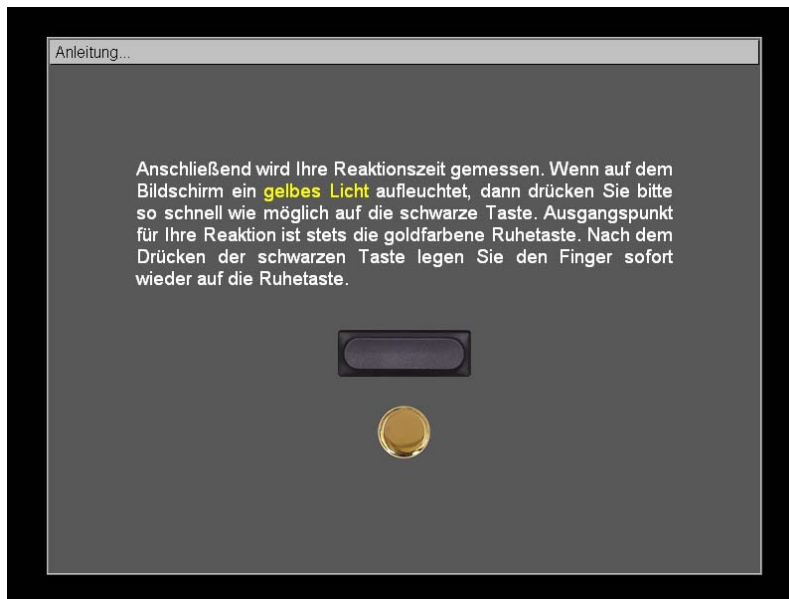 Anleitung...
Anschließend wird Ihre Reaktionszeit gemessen. Wenn auf dem
Bildschirm ein gelbes Licht aufleuchtet, dann drücken Sie bitte
so schnell wie möglich auf die schwarze Taste. Ausgangspunkt
für Ihre Reaktion ist stets die goldfarbene Ruhetaste. Nach dem
Drücken der schwarzen Taste legen Sie den Finger sofort
wieder auf die Ruhetaste.